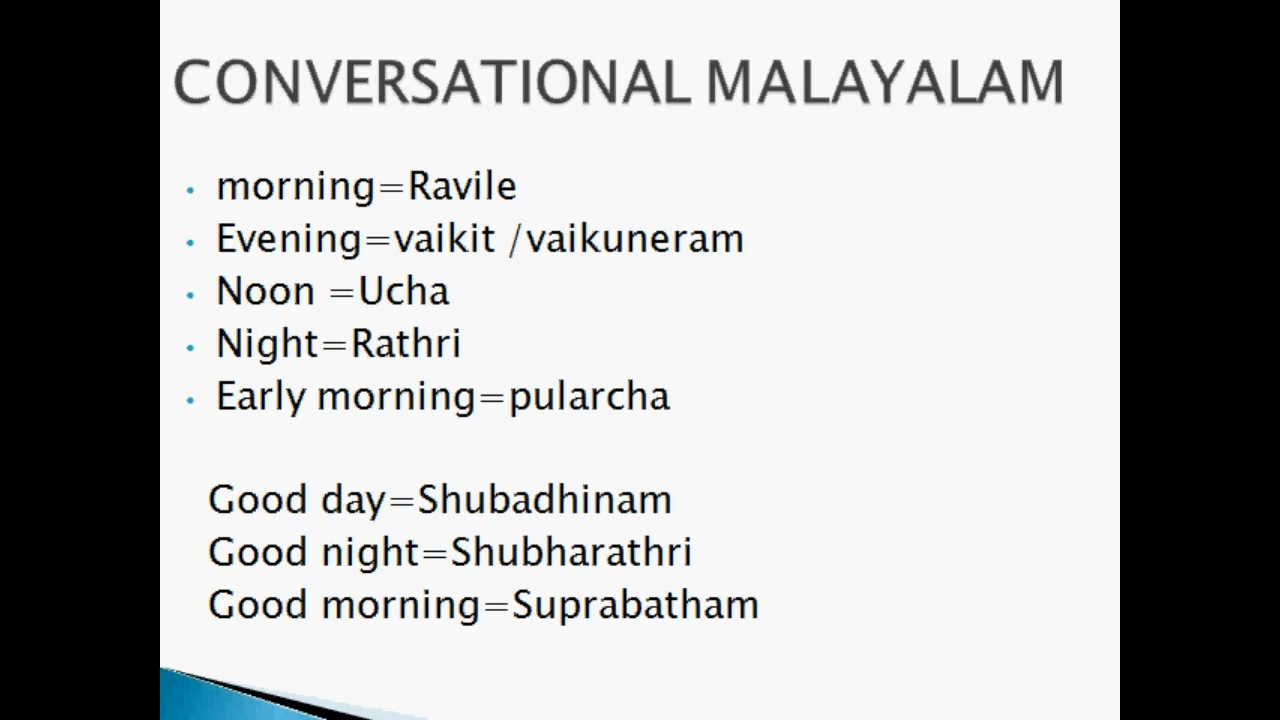 CONVERSATIONAL MALAYALAM
• morning=Ravile
• Evening=vaikit /vaikuneram
• Noon =Ucha
• Night=Rathri
• Early morning=pularcha
Good day=Shubadhinam
Good night=Shubharathri
Good morning=Suprabatham